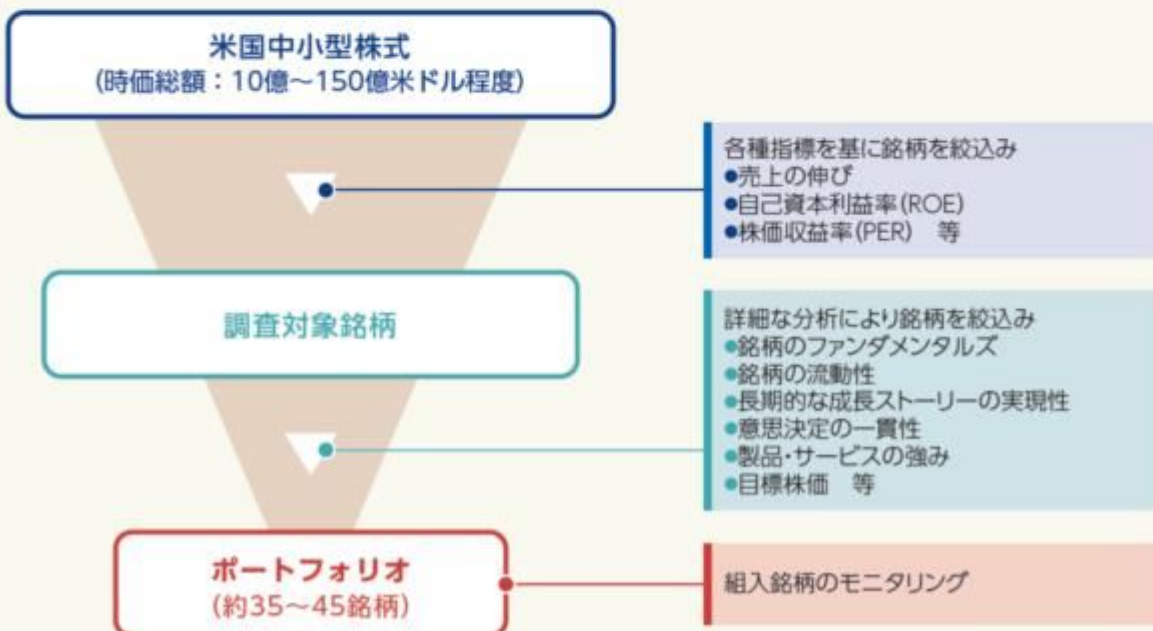 米国中小型株式
(時価総額：10億～150億米ドル程度)
各種指標を基に銘柄を絞込み
●売上の伸び
●自己資本利益率(ROE)
●株価収益率(PER)　等
調査対象銘柄
詳細な分析により銘柄を絞込み
●銘柄のファンダメンタルズ
●銘柄の流動性
●長期的な成長ストーリーの実現性
●意思決定の一貫性
●製品・サービスの強み
●目標株価　等
ポートフォリオ
(約35～45銘柄)
組入銘柄のモニタリング